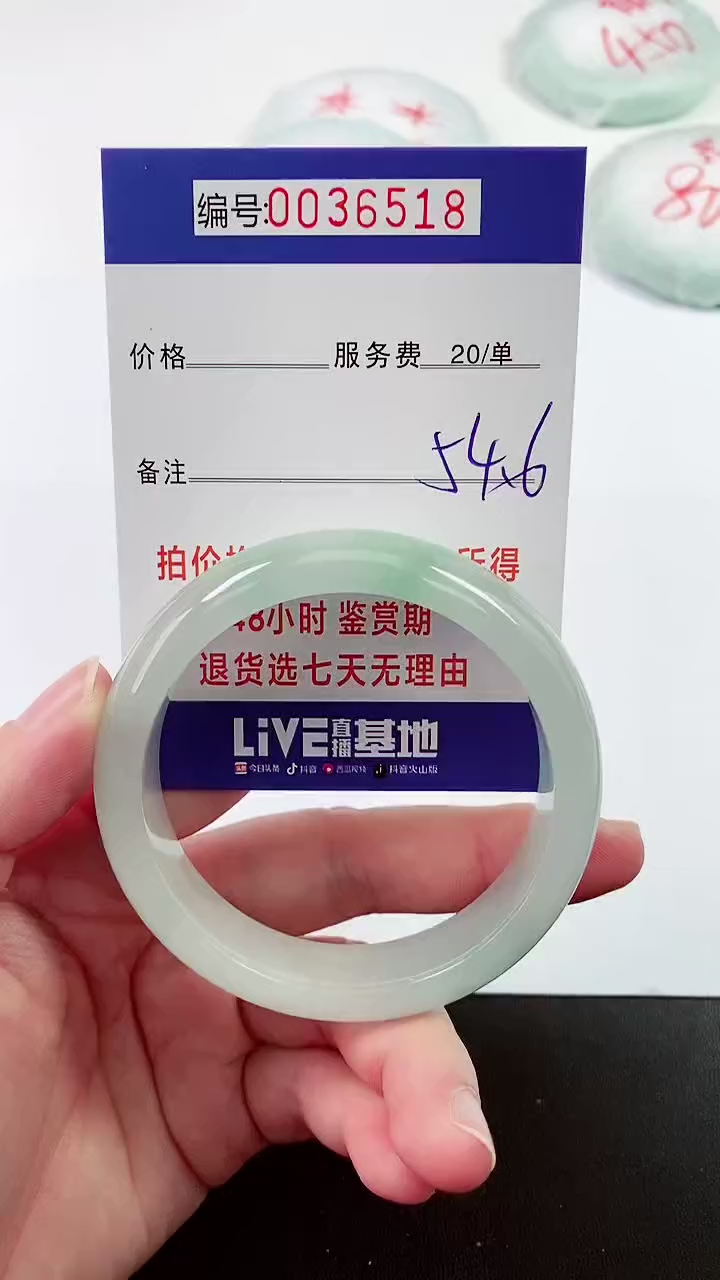 450
80
编号:0036518
价格 服务费 20/单
备注 54x6
拍价 所得
48小时 鉴赏期
退货选七天无理由
LiVE直播基地
今日头条 抖音 西瓜视频 抖音火山版